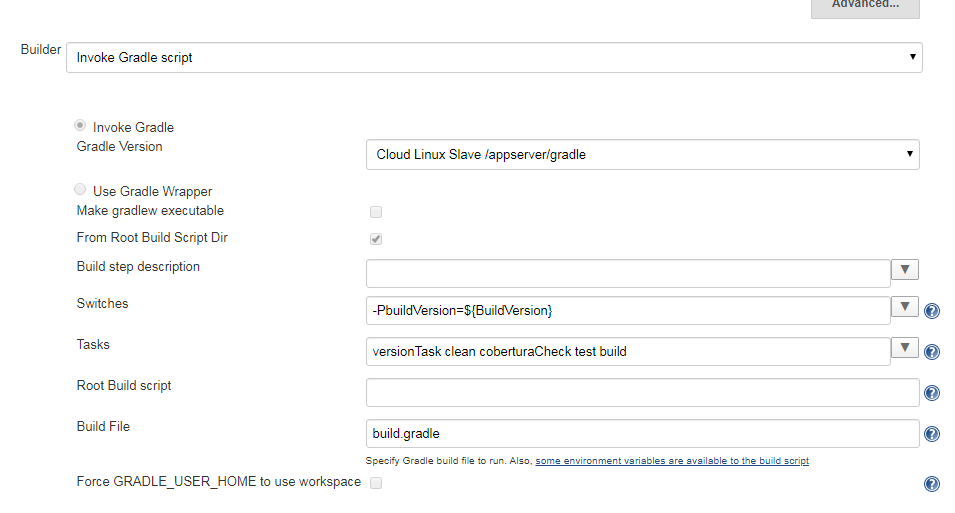 Advanced...
Builder
Invoke Gradle script
Invoke Gradle
Gradle Version
Cloud Linux Slave /appserver/gradle
Use Gradle Wrapper
Make gradlew executable
From Root Build Script Dir
Build step description
Switches
-PbuildVersion=${BuildVersion}
Tasks
versionTask clean coberturaCheck test build
Root Build script
Build File
build.gradle
Specify Gradle build file to run. Also, some environment variables are available to the build script
Force GRADLE_USER_HOME to use workspace